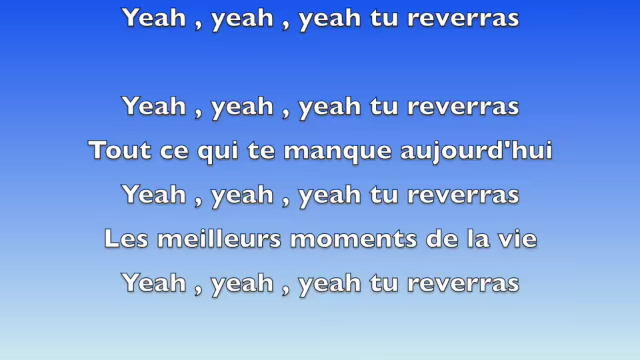 Yeah , yeah , yeah tu reverras
Yeah , yeah , yeah tu reverras
Tout ce qui te manque aujourd'hui
Yeah , yeah , yeah tu reverras
Les meilleurs moments de la vie
Yeah , yeah , yeah tu reverras